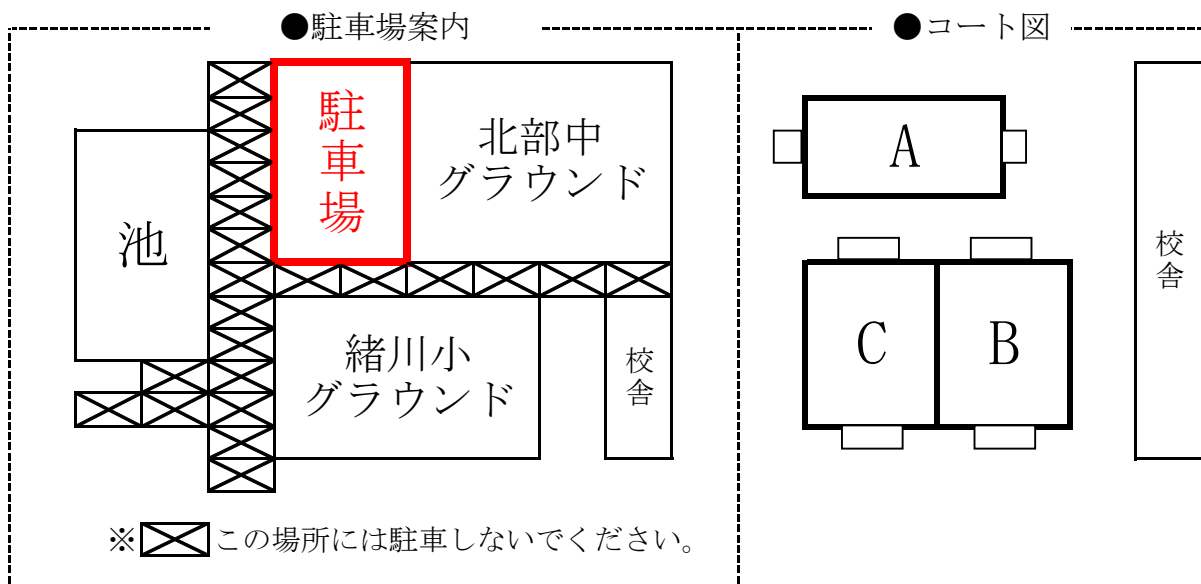 ●駐車場案内
駐車場
北部中
グラウンド
池
緒川小
グラウンド
校舎
※この場所には駐車しないでください。
●コート図
A
C
B
校舎